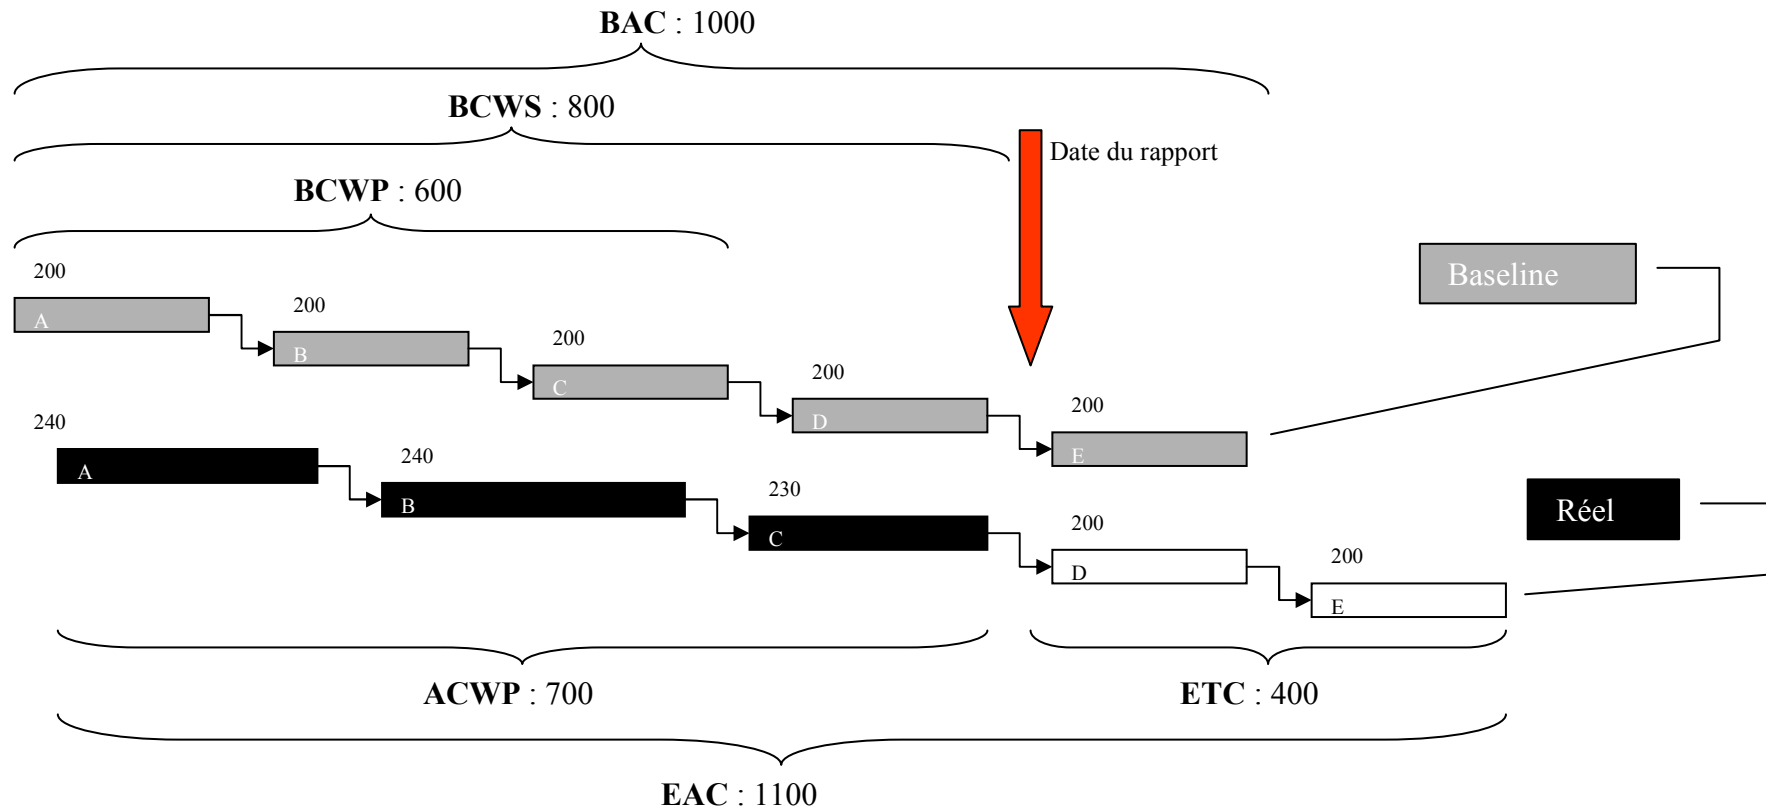 BAC : 1000
BCWS : 800
Date du rapport
BCWP : 600
200
A
200
B
200
C
200
D
200
E
Baseline
240
A
240
B
230
C
200
D
200
E
Réel
ACWP : 700
ETC : 400
EAC : 1100